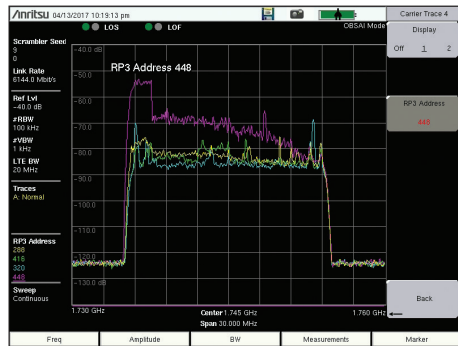 Anritsu 04/13/2017 10:19:13 pm
Carrier Trace 4
LOS LOF OBSAI Mode
Display
Off 1 2
Scrambler Seed
9
0
Link Rate
6144.0 Mbt/s
Ref Lvl
-40.0 dB
#RBW
100 kHz
#VBW
1 kHz
LTE BW
20 MHz
Traces
A: Normal
RP3 Address
288
416
320
448
Sweep
Continuous
-40.0 dB
-50.0
-60.0
-70.0
-80.0
-90.0
-100.0
-110.0
-120.0
-130.0 dB
RP3 Address 448
RP3 Address
448
Back
1.730 GHz Center 1.745 GHz 1.760 GHz
Span 30.000 MHz
Freq Amplitude BW Measurements Marker